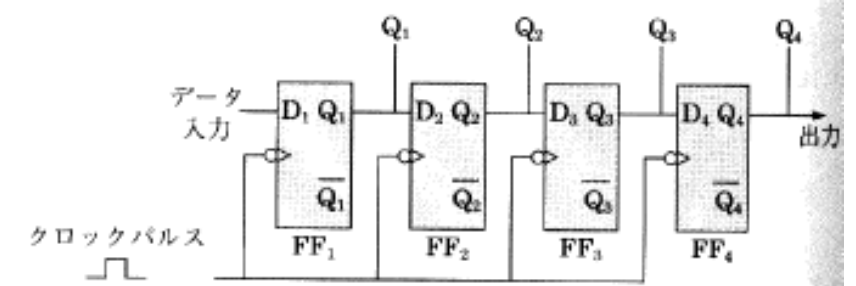 Q₁ Q₂ Q₃ Q₄
データ
入力
D₁ Q₁ D₂ Q₂ D₃ Q₃ D₄ Q₄
出力
Q̅₁ Q̅₂ Q̅₃ Q̅₄
クロックパルス
FF₁ FF₂ FF₃ FF₄